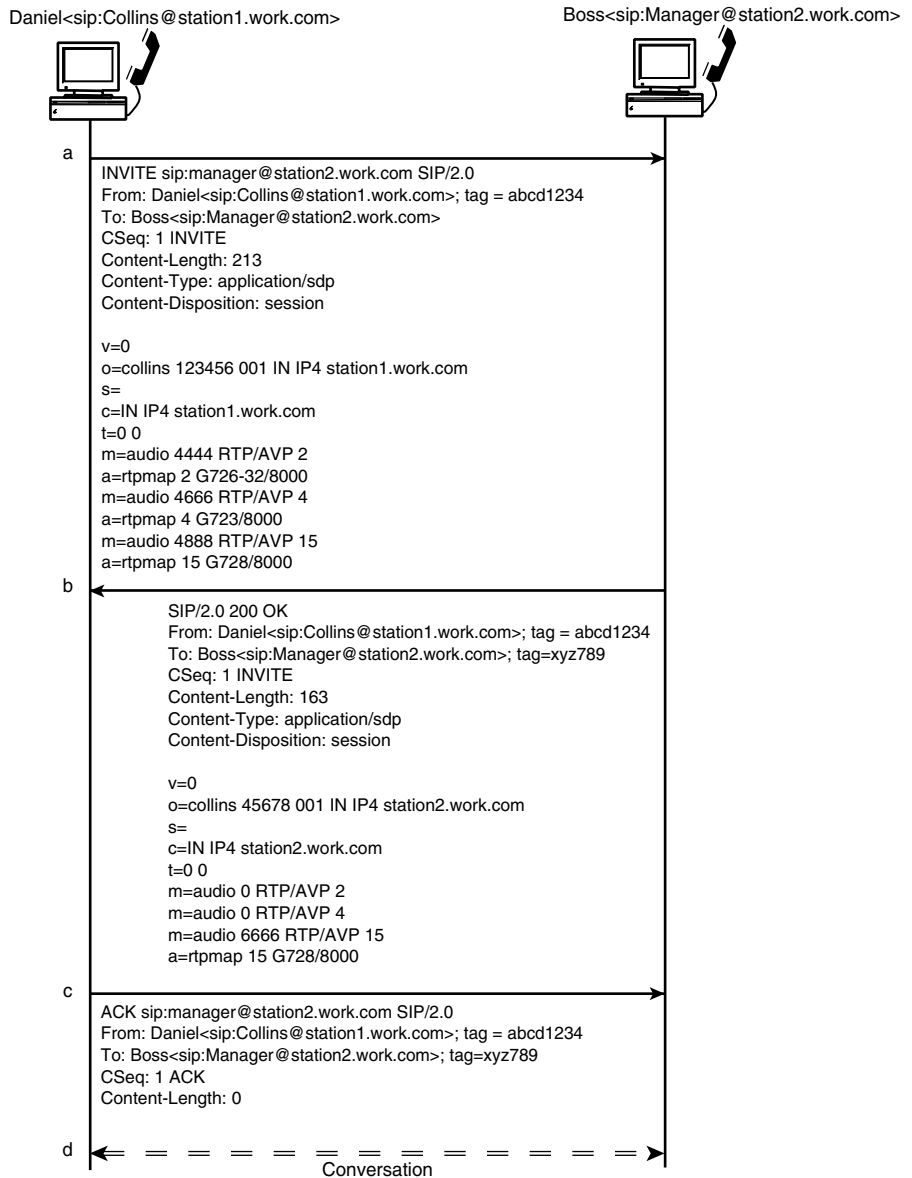 Daniel<sip:Collins@station1.work.com>
Boss<sip:Manager@station2.work.com>
a
INVITE sip:manager@station2.work.com SIP/2.0
From: Daniel<sip:Collins@station1.work.com>; tag = abcd1234
To: Boss<sip:Manager@station2.work.com>
CSeq: 1 INVITE
Content-Length: 213
Content-Type: application/sdp
Content-Disposition: session
v=0
o=collins 123456 001 IN IP4 station1.work.com
s=
c=IN IP4 station1.work.com
t=0 0
m=audio 4444 RTP/AVP 2
a=rtpmap 2 G726-32/8000
m=audio 4666 RTP/AVP 4
a=rtpmap 4 G723/8000
m=audio 4888 RTP/AVP 15
a=rtpmap 15 G728/8000
b
SIP/2.0 200 OK
From: Daniel<sip:Collins@station1.work.com>; tag = abcd1234
To: Boss<sip:Manager@station2.work.com>; tag=xyz789
CSeq: 1 INVITE
Content-Length: 163
Content-Type: application/sdp
Content-Disposition: session
v=0
o=collins 45678 001 IN IP4 station2.work.com
s=
c=IN IP4 station2.work.com
t=0 0
m=audio 0 RTP/AVP 2
m=audio 0 RTP/AVP 4
m=audio 6666 RTP/AVP 15
a=rtpmap 15 G728/8000
c
ACK sip:manager@station2.work.com SIP/2.0
From: Daniel<sip:Collins@station1.work.com>; tag = abcd1234
To: Boss<sip:Manager@station2.work.com>; tag=xyz789
CSeq: 1 ACK
Content-Length: 0
d
Conversation